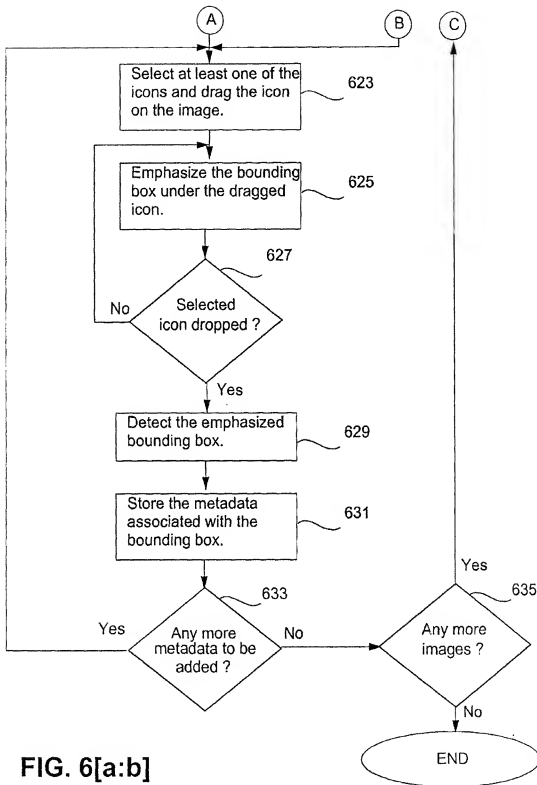 A
B
C
Select at least one of the
icons and drag the icon
on the image.
623
Emphasize the bounding
box under the dragged
icon.
625
627
No
Selected
icon dropped ?
Yes
Detect the emphasized
bounding box.
629
Store the metadata
associated with the
bounding box.
631
633
Yes
Any more
metadata to be
added ?
No
635
Yes
Any more
images ?
No
END
FIG. 6[a:b]